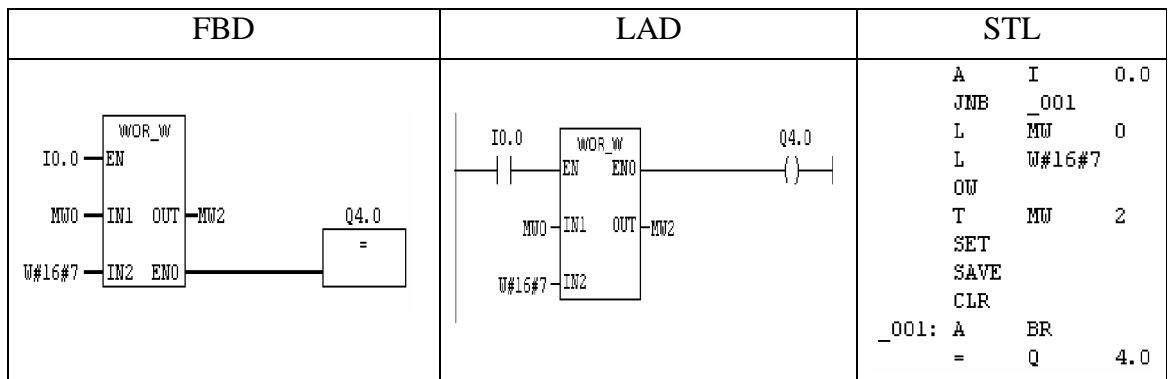 FBD LAD STL
WOR_W
I0.0 EN
MW0 IN1 OUT MW2
W#16#7 IN2 ENO
Q4.0
=
I0.0 WOR_W Q4.0
EN ENO
( )
MW0 IN1 OUT MW2
W#16#7 IN2
A I 0.0
JNB _001
L MW 0
L W#16#7
OW
T MW 2
SET
SAVE
CLR
_001: A BR
= Q 4.0